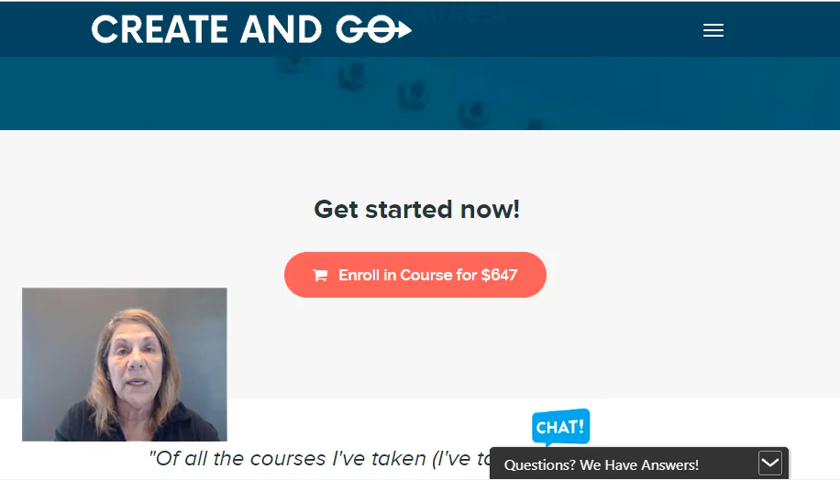 CREATE AND GO
Get started now!
Enroll in Course for $647
CHAT!
"Of all the courses I've taken (I've
Questions? We Have Answers!